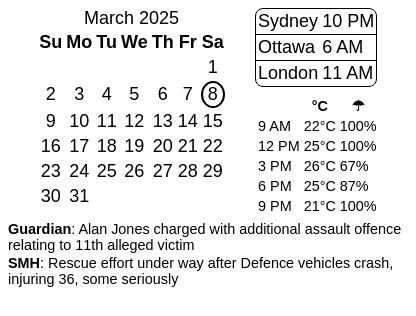 March 2025
Su Mo Tu We Th Fr Sa
1
2 3 4 5 6 7 8
9 10 11 12 13 14 15
16 17 18 19 20 21 22
23 24 25 26 27 28 29
30 31
Sydney 10 PM
Ottawa 6 AM
London 11 AM
°C ☂
9 AM 22°C 100%
12 PM 25°C 100%
3 PM 26°C 67%
6 PM 25°C 87%
9 PM 21°C 100%
Guardian: Alan Jones charged with additional assault offence
relating to 11th alleged victim
SMH: Rescue effort under way after Defence vehicles crash,
injuring 36, some seriously